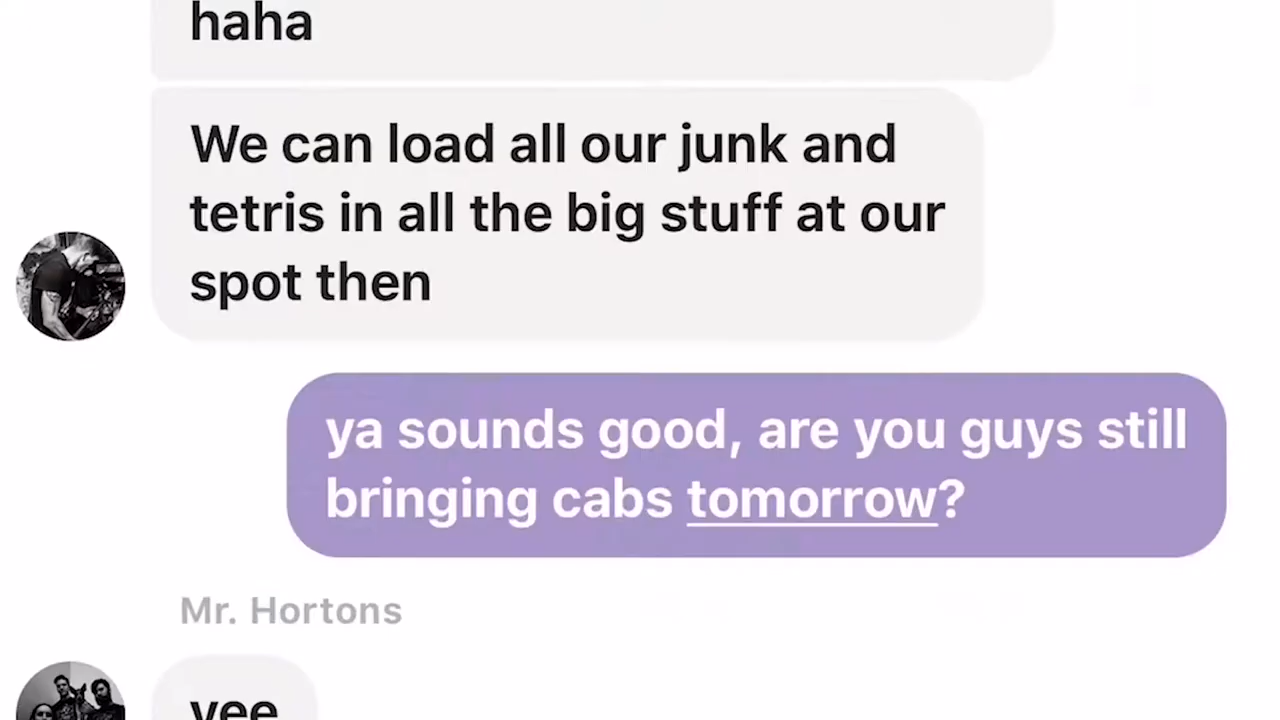 haha
We can load all our junk and
tetris in all the big stuff at our
spot then
ya sounds good, are you guys still
bringing cabs tomorrow?
Mr. Hortons
yee